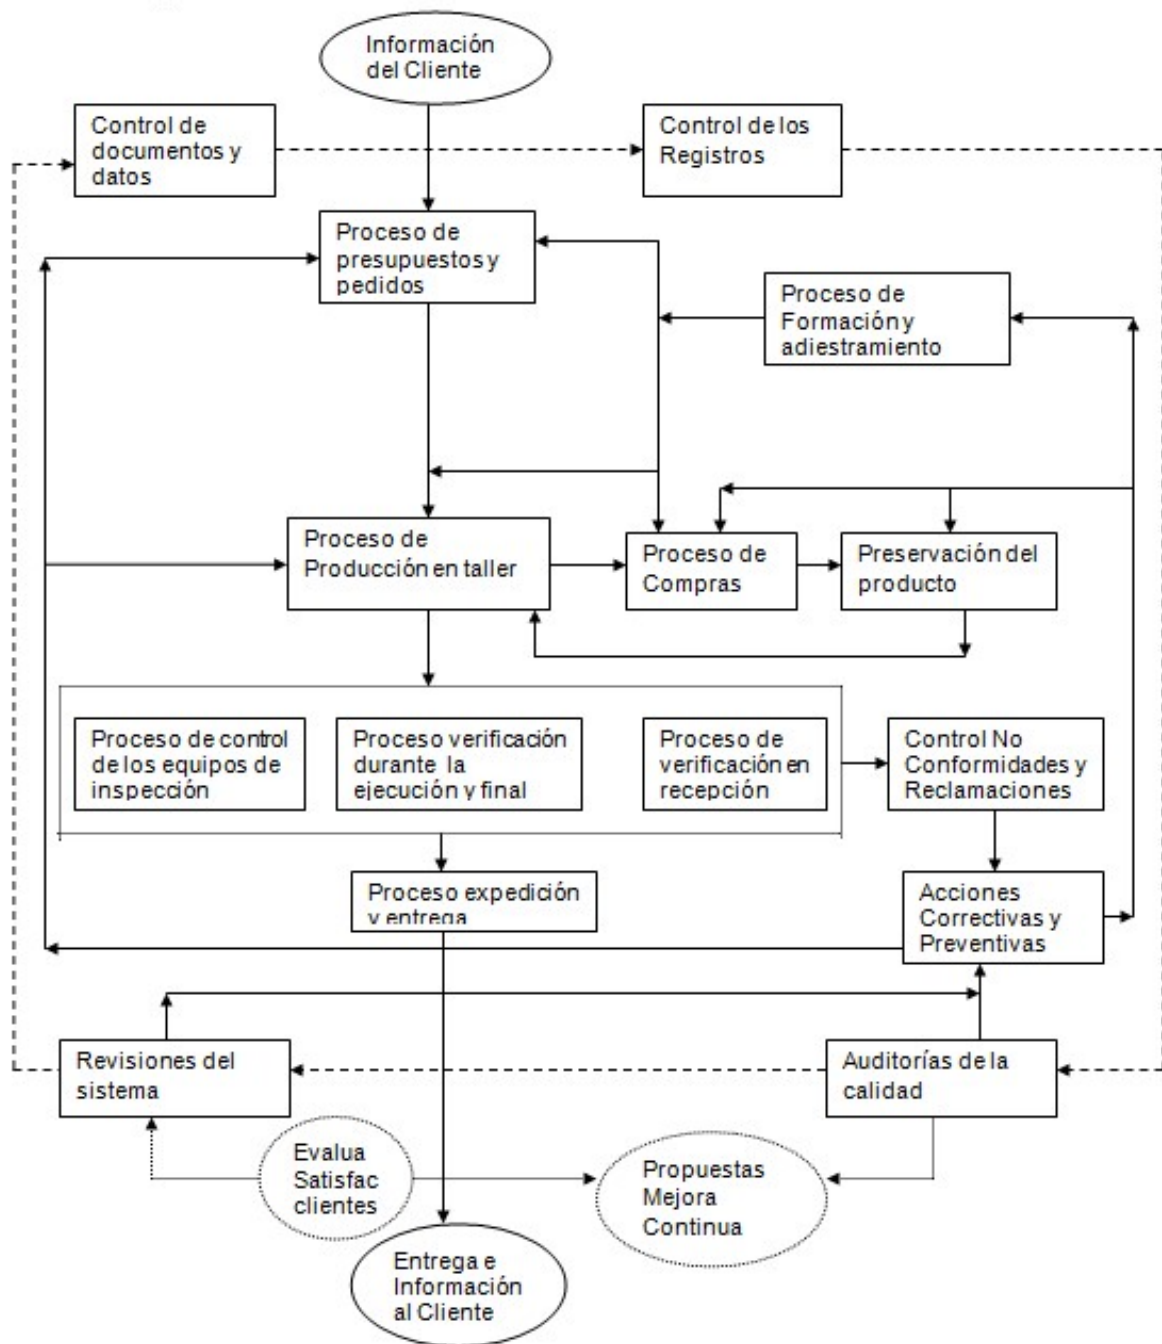 Información
del Cliente
Control de
documentos y
datos
Control de los
Registros
Proceso de
presupuestos y
pedidos
Proceso de
Formación y
adiestramiento
Proceso de
Producción en taller
Proceso de
Compras
Preservación del
producto
Proceso de control
de los equipos de
inspección
Proceso verificación
durante la
ejecución y final
Proceso de
verificación en
recepción
Control No
Conformidades y
Reclamaciones
Proceso expedición
y entrega
Acciones
Correctivas y
Preventivas
Revisiones del
sistema
Auditorías de la
calidad
Evalua
Satisfac
clientes
Propuestas
Mejora
Continua
Entrega e
Información
al Cliente